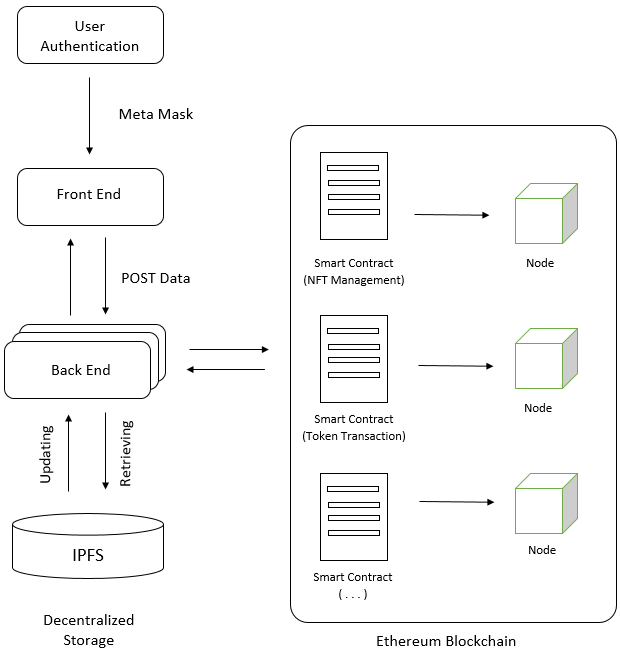 User
Authentication
Meta Mask
Front End
POST Data
Back End
Updating
Retrieving
IPFS
Decentralized
Storage
Smart Contract
(NFT Management)
Node
Smart Contract
(Token Transaction)
Node
Smart Contract
( . . . )
Node
Ethereum Blockchain